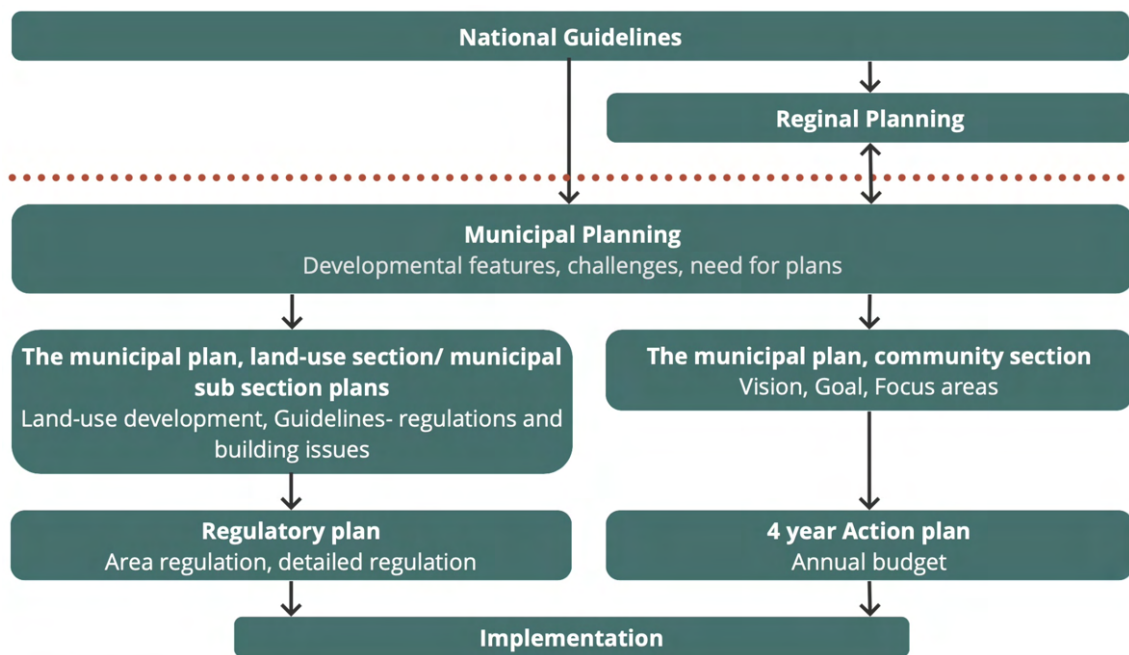 National Guidelines
Reginal Planning
Municipal Planning
Developmental features, challenges, need for plans
The municipal plan, land-use section/ municipal
sub section plans
Land-use development, Guidelines- regulations and
building issues
The municipal plan, community section
Vision, Goal, Focus areas
Regulatory plan
Area regulation, detailed regulation
4 year Action plan
Annual budget
Implementation